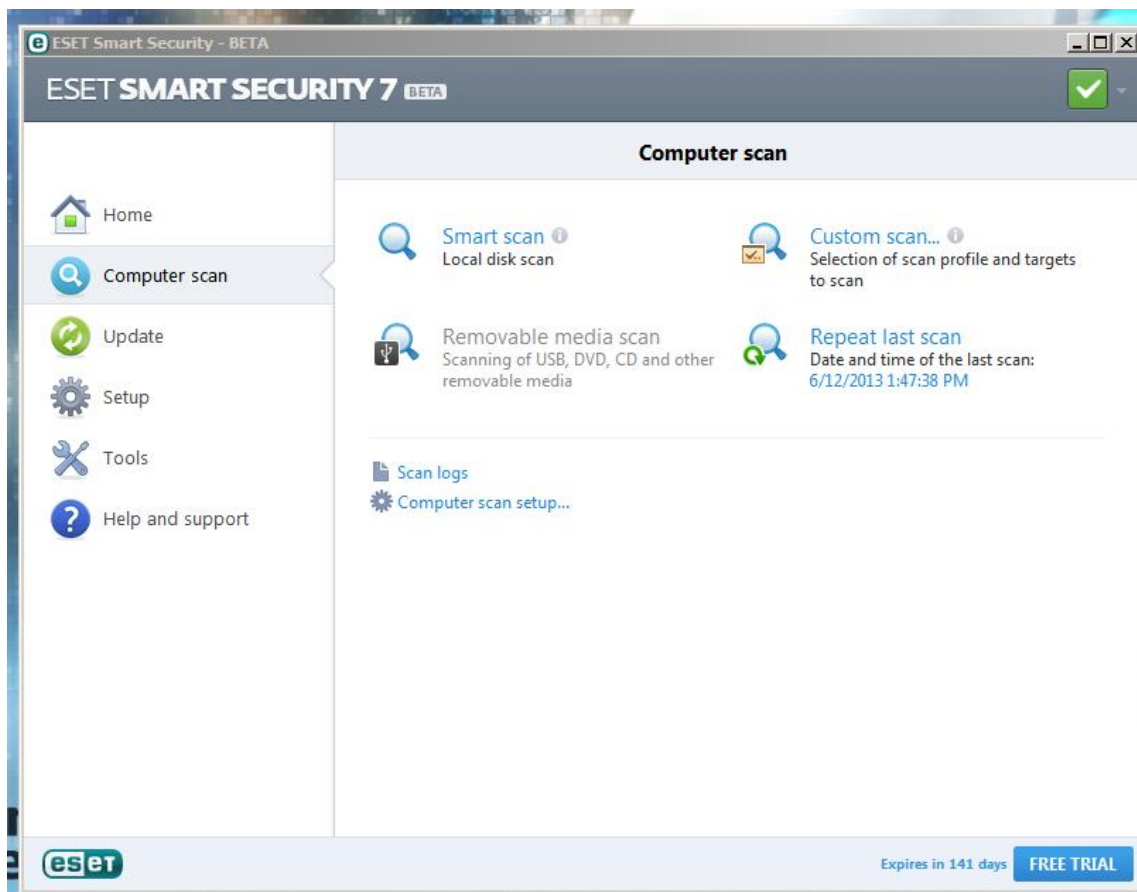 ESET Smart Security - BETA
ESET SMART SECURITY 7 BETA
Computer scan
Home
Computer scan
Update
Setup
Tools
Help and support
Smart scan
Local disk scan
Custom scan...
Selection of scan profile and targets
to scan
Removable media scan
Scanning of USB, DVD, CD and other
removable media
Repeat last scan
Date and time of the last scan:
6/12/2013 1:47:38 PM
Scan logs
Computer scan setup...
eset
Expires in 141 days
FREE TRIAL